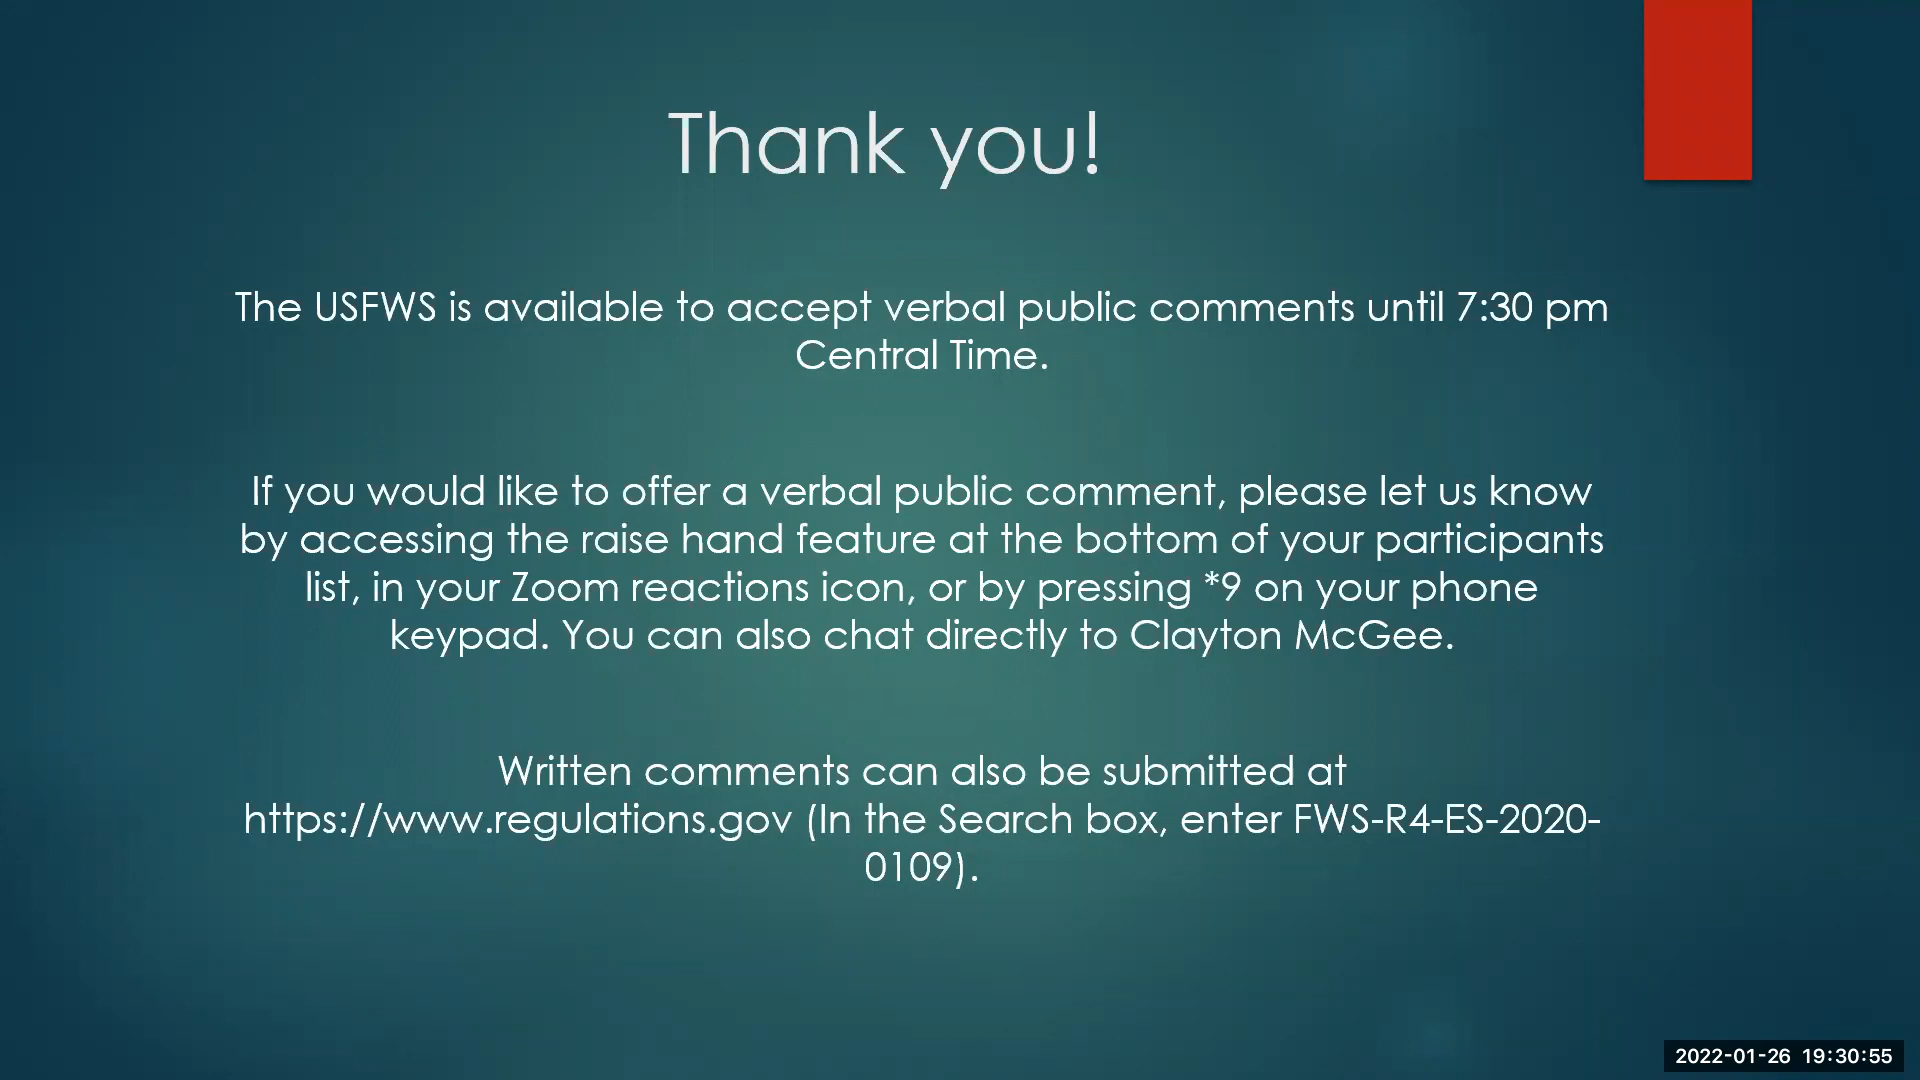 Thank you!
The USFWS is available to accept verbal public comments until 7:30 pm
Central Time.
If you would like to offer a verbal public comment, please let us know
by accessing the raise hand feature at the bottom of your participants
list, in your Zoom reactions icon, or by pressing *9 on your phone
keypad. You can also chat directly to Clayton McGee.
Written comments can also be submitted at
https://www.regulations.gov (In the Search box, enter FWS-R4-ES-2020-
0109).
2022-01-26 19:30:55